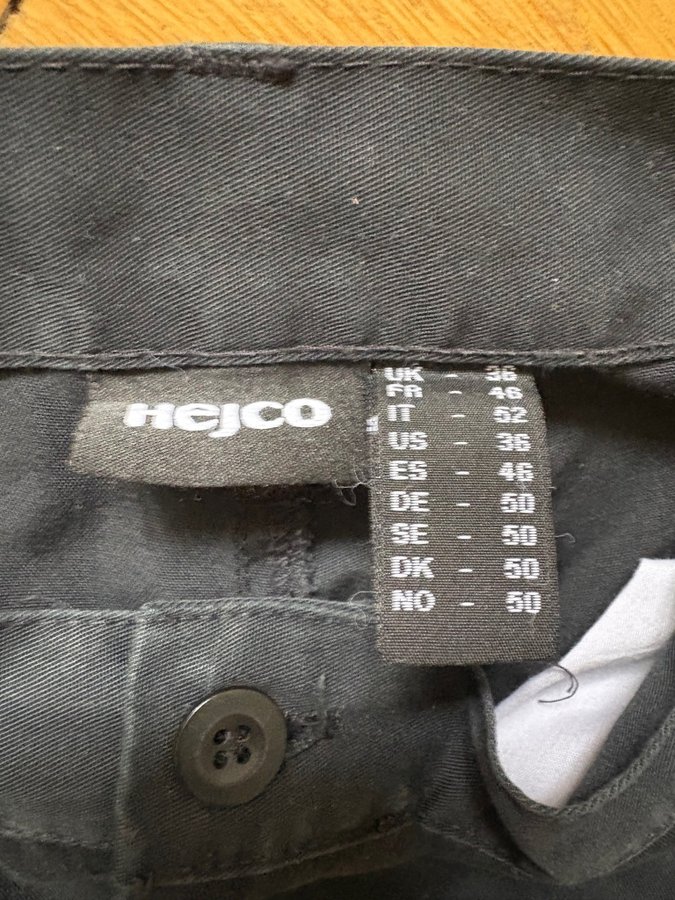 Hejco
UK - 36
FR - 46
IT - 52
US - 36
ES - 46
DE - 50
SE - 50
DK - 50
NO - 50